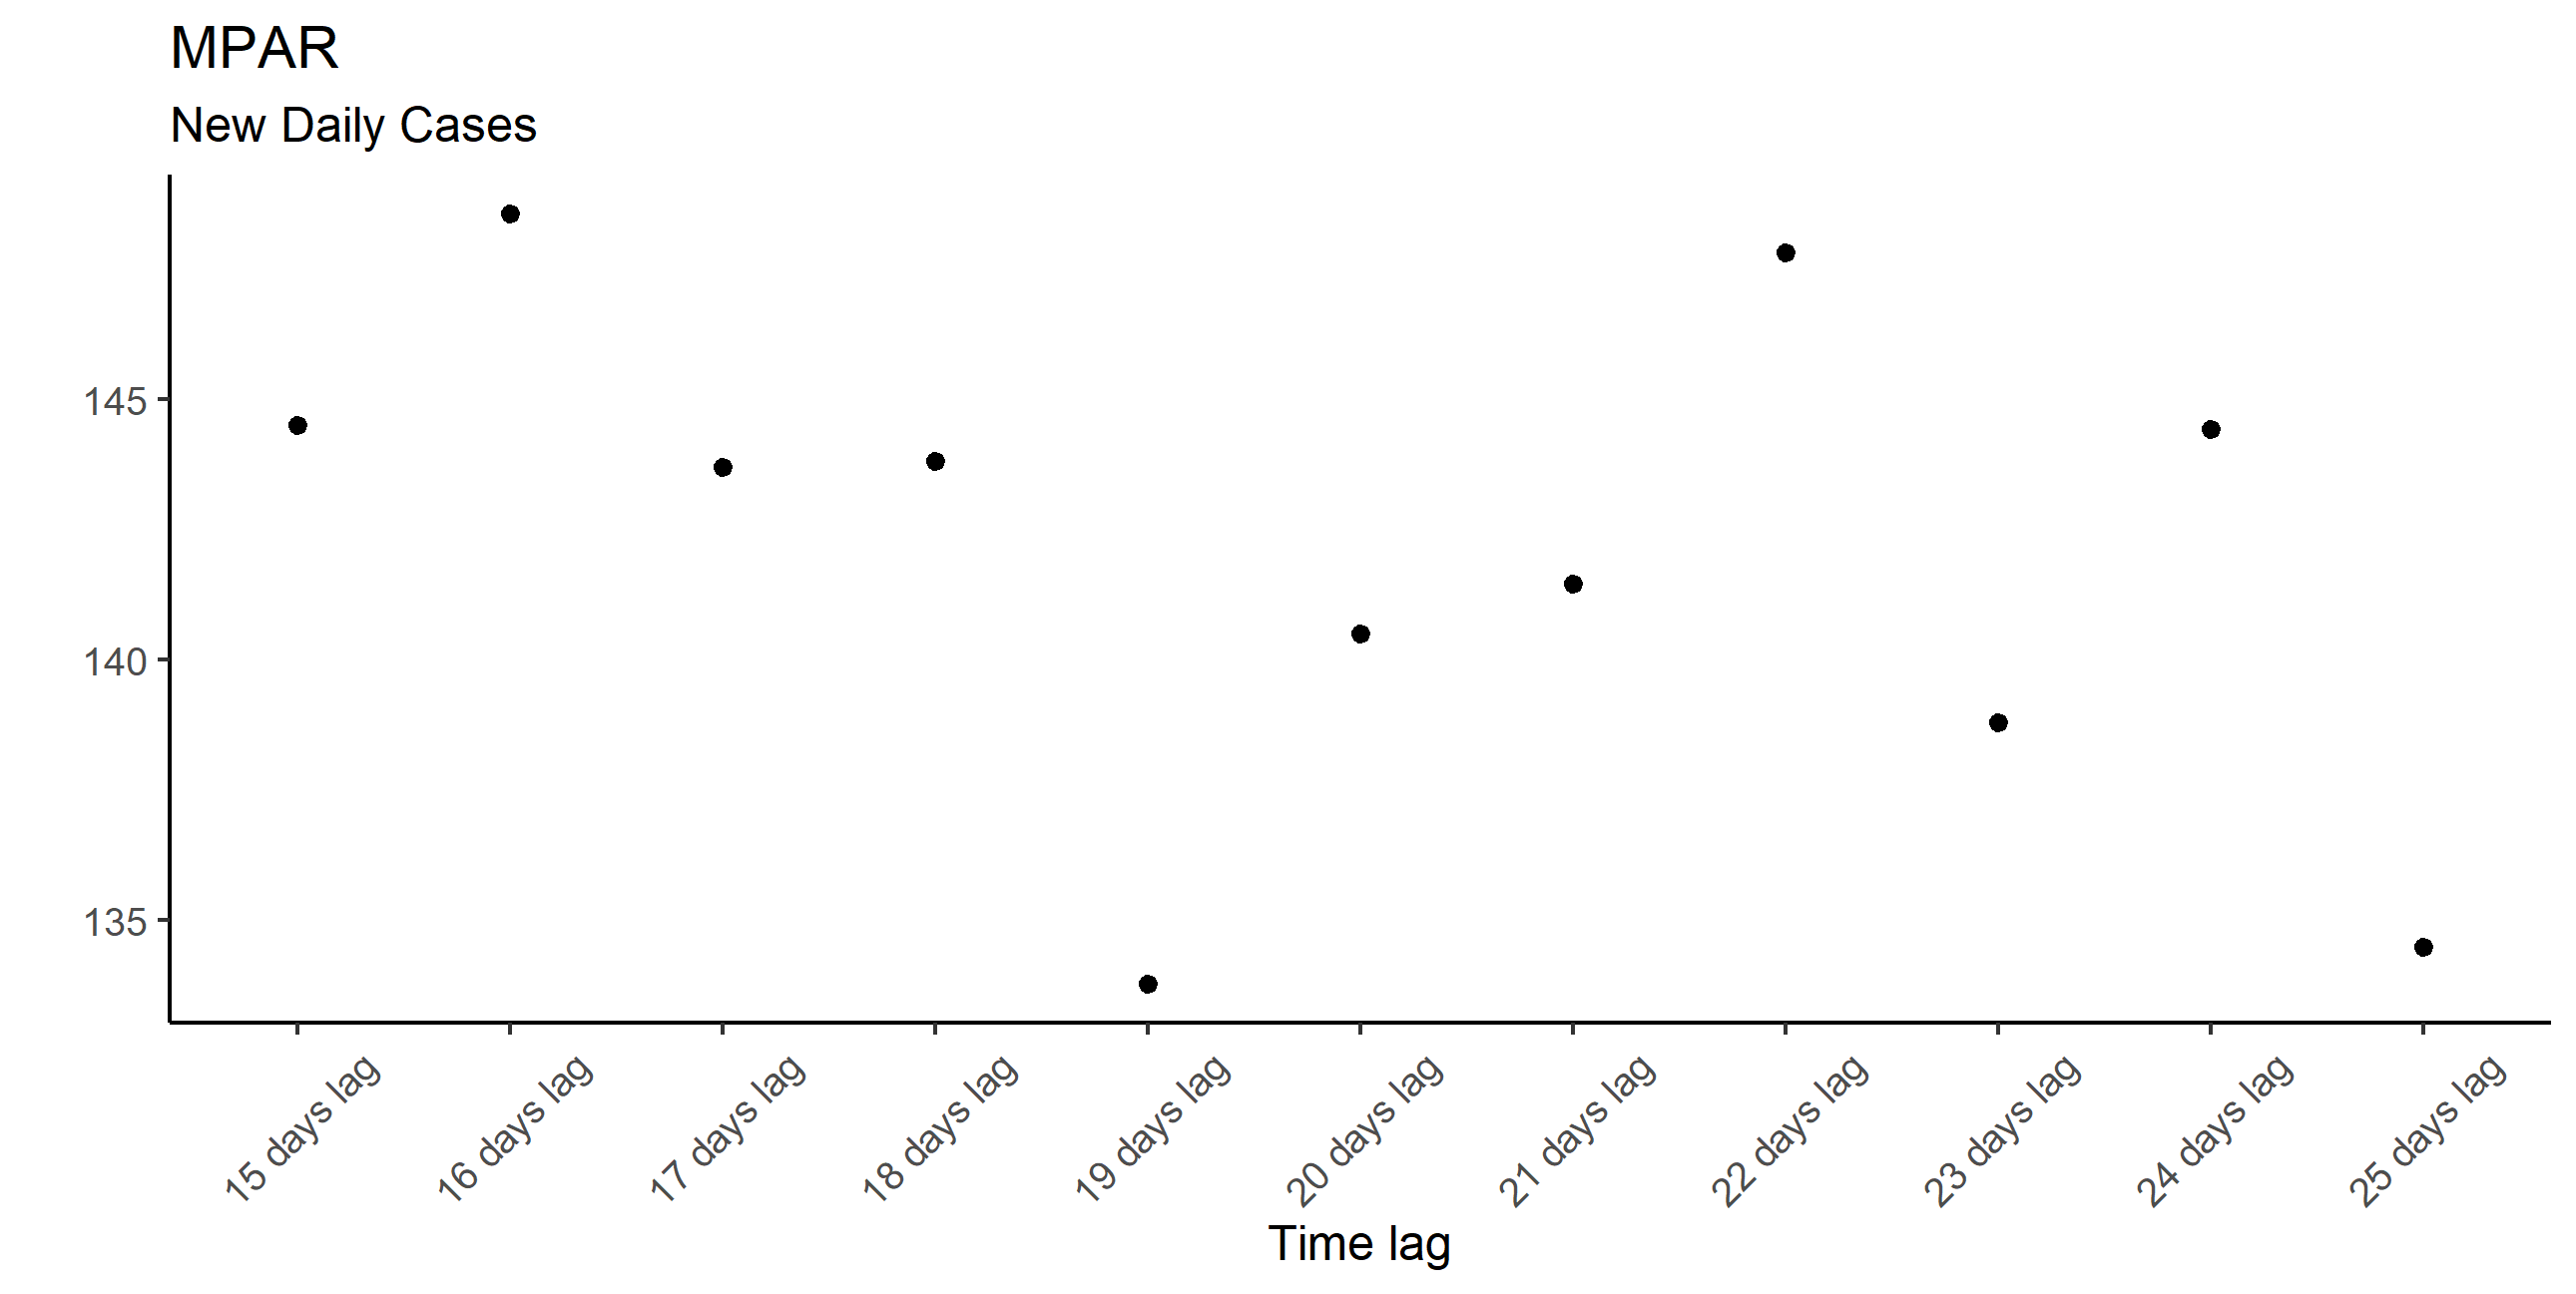 MPAR
New Daily Cases
145
140
135
15 days lag
16 days lag
17 days lag
18 days lag
19 days lag
20 days lag
21 days lag
22 days lag
23 days lag
24 days lag
25 days lag
Time lag